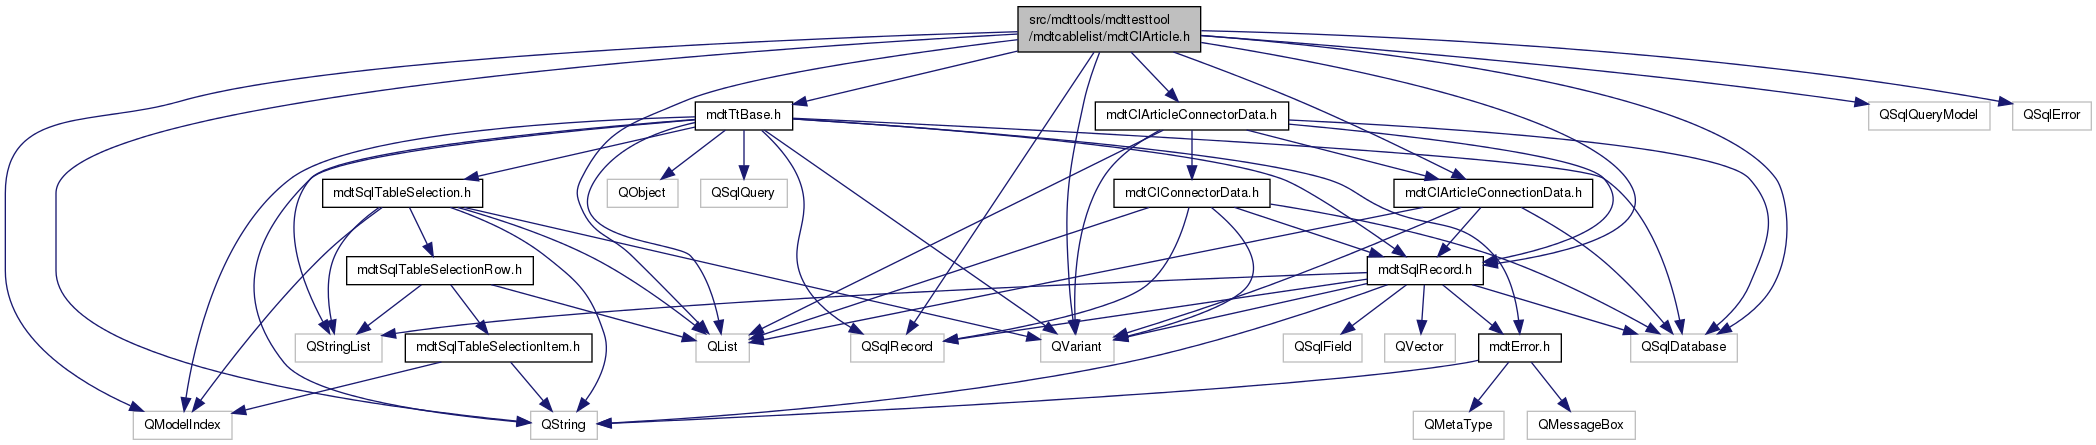 src/mdttools/mdttesttool
/mdtcablelist/mdtClArticle.h
mdtTtBase.h
mdtClArticleConnectorData.h
QSqlQueryModel
QSqlError
mdtSqlTableSelection.h
QObject
QSqlQuery
mdtClConnectorData.h
mdtClArticleConnectionData.h
mdtSqlTableSelectionRow.h
mdtSqlRecord.h
QStringList
mdtSqlTableSelectionItem.h
QList
QSqlRecord
QVariant
QSqlField
QVector
mdtError.h
QSqlDatabase
QModelIndex
QString
QMetaType
QMessageBox